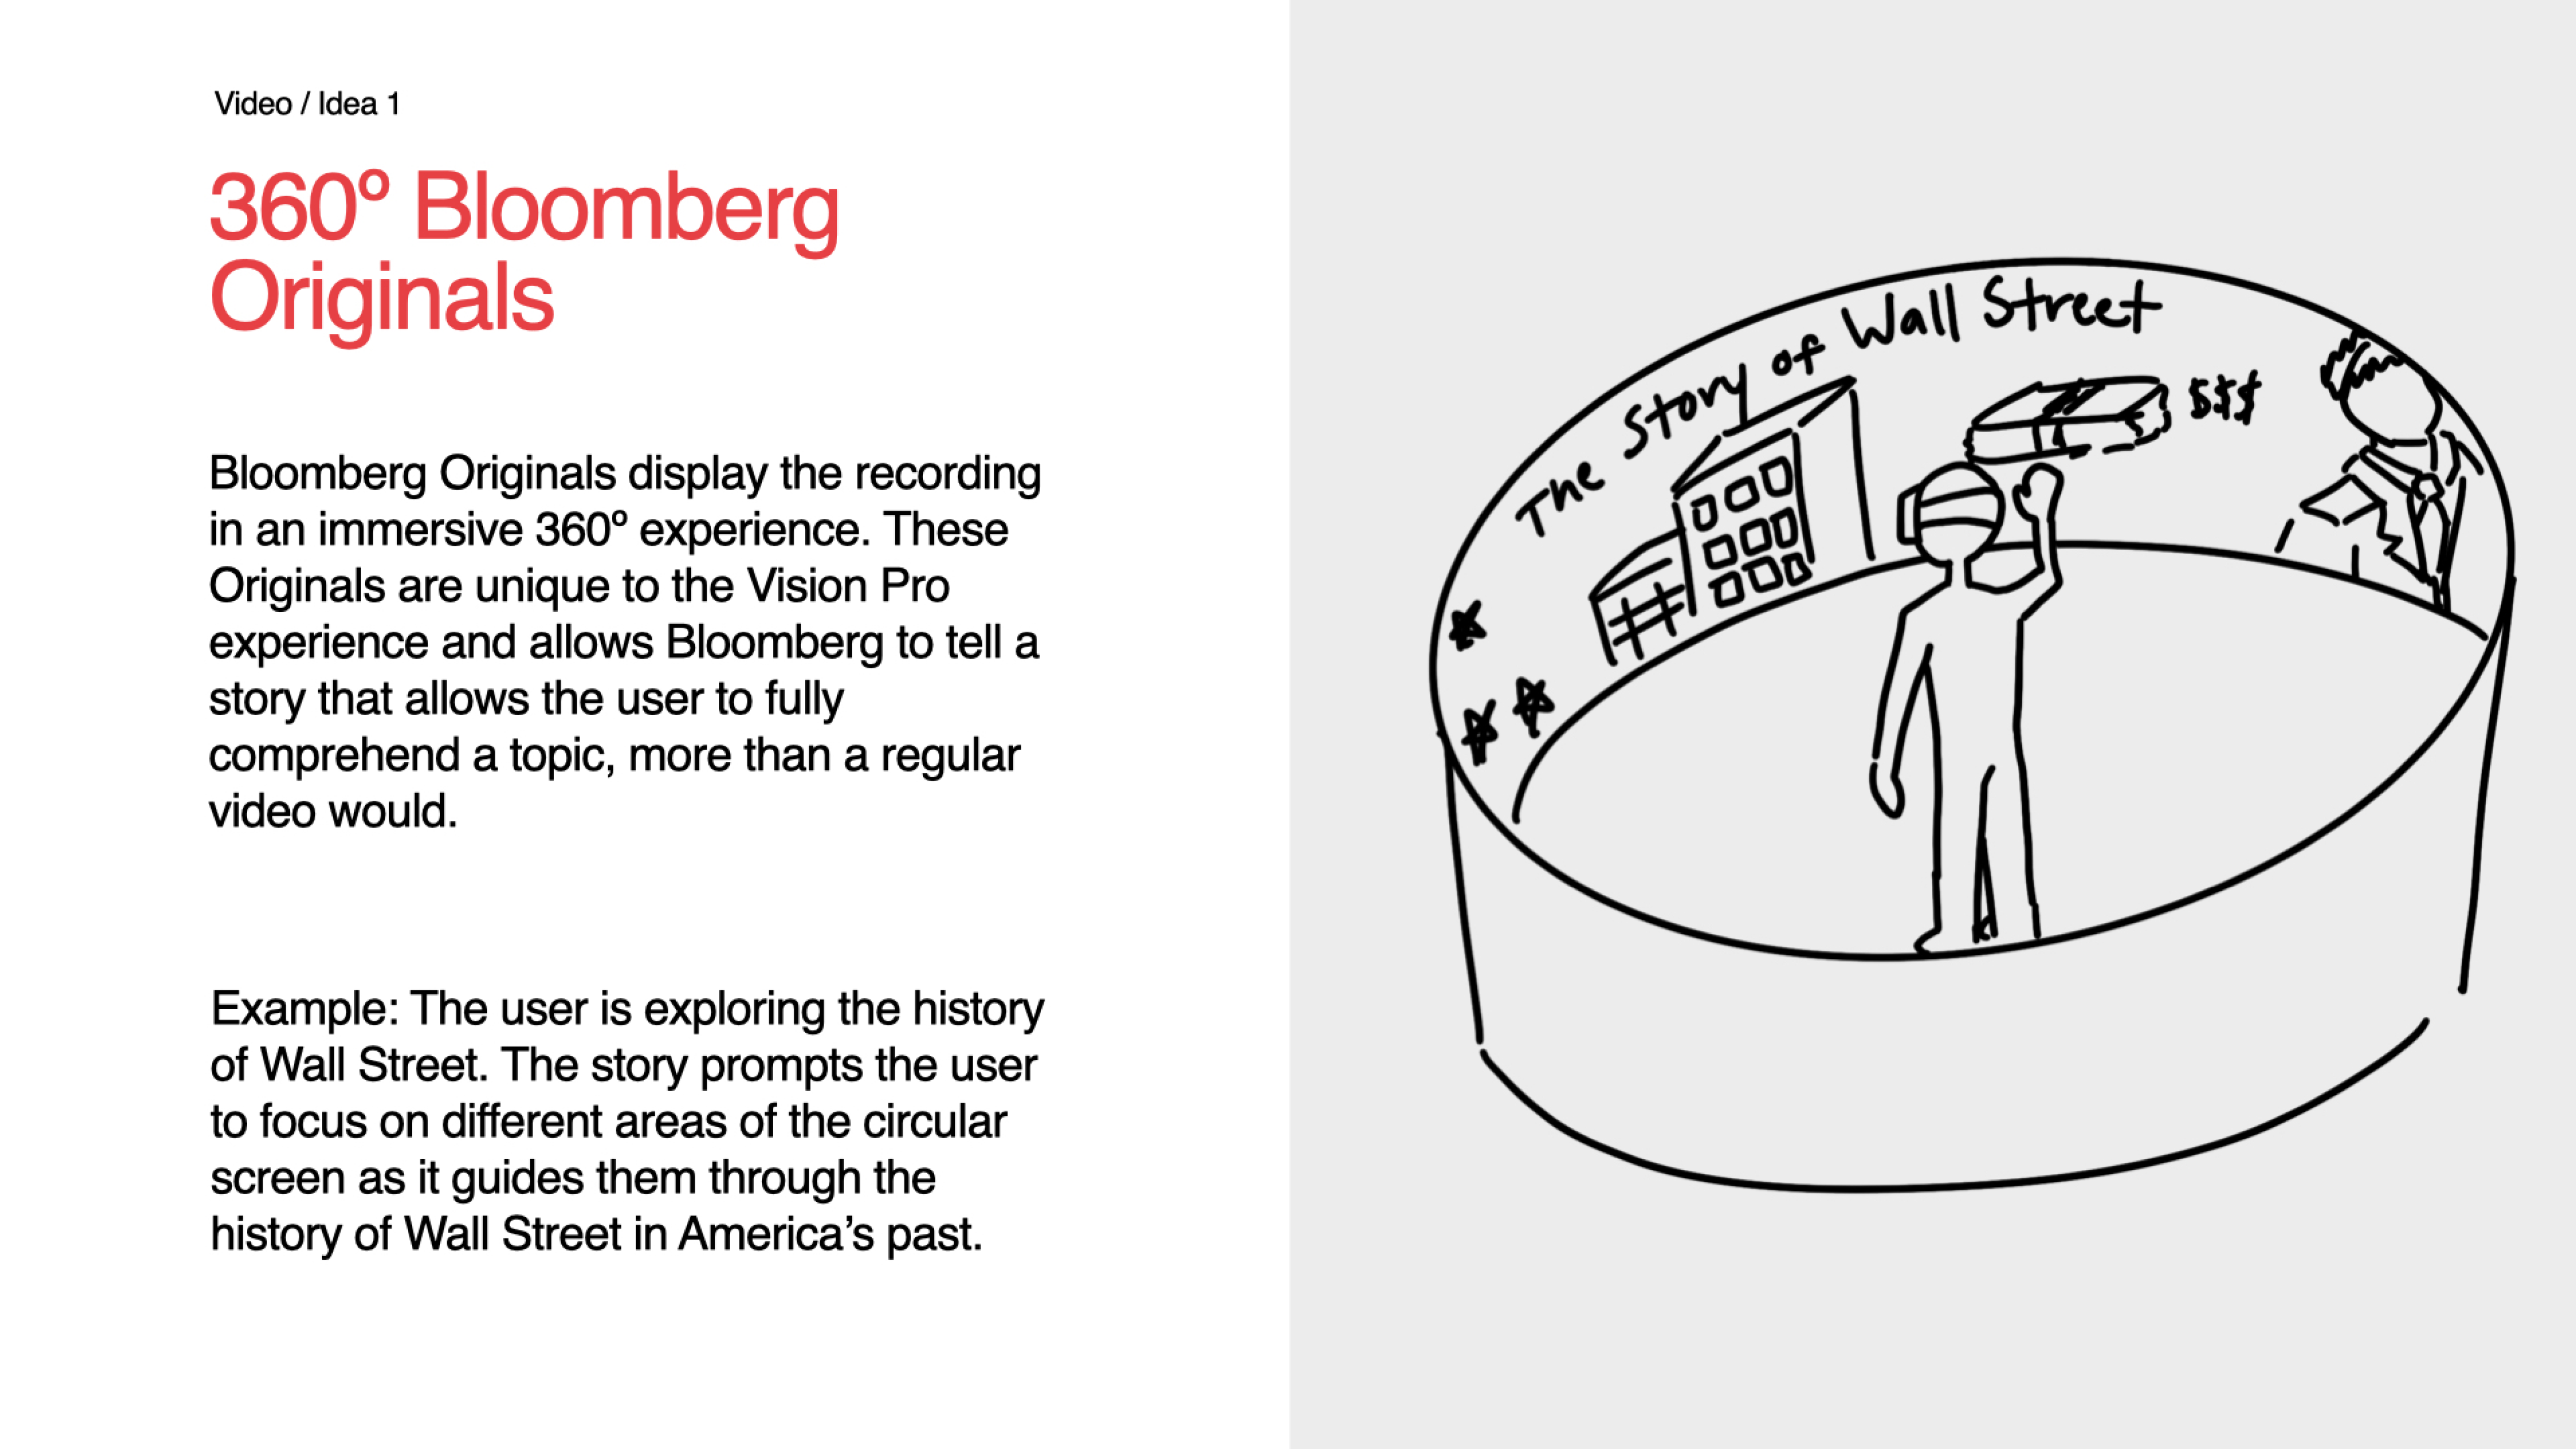 Video / Idea 1
360º Bloomberg
Originals
Bloomberg Originals display the recording
in an immersive 360º experience. These
Originals are unique to the Vision Pro
experience and allows Bloomberg to tell a
story that allows the user to fully
comprehend a topic, more than a regular
video would.
Example: The user is exploring the history
of Wall Street. The story prompts the user
to focus on different areas of the circular
screen as it guides them through the
history of Wall Street in America’s past.
The Story of Wall Street
$$$